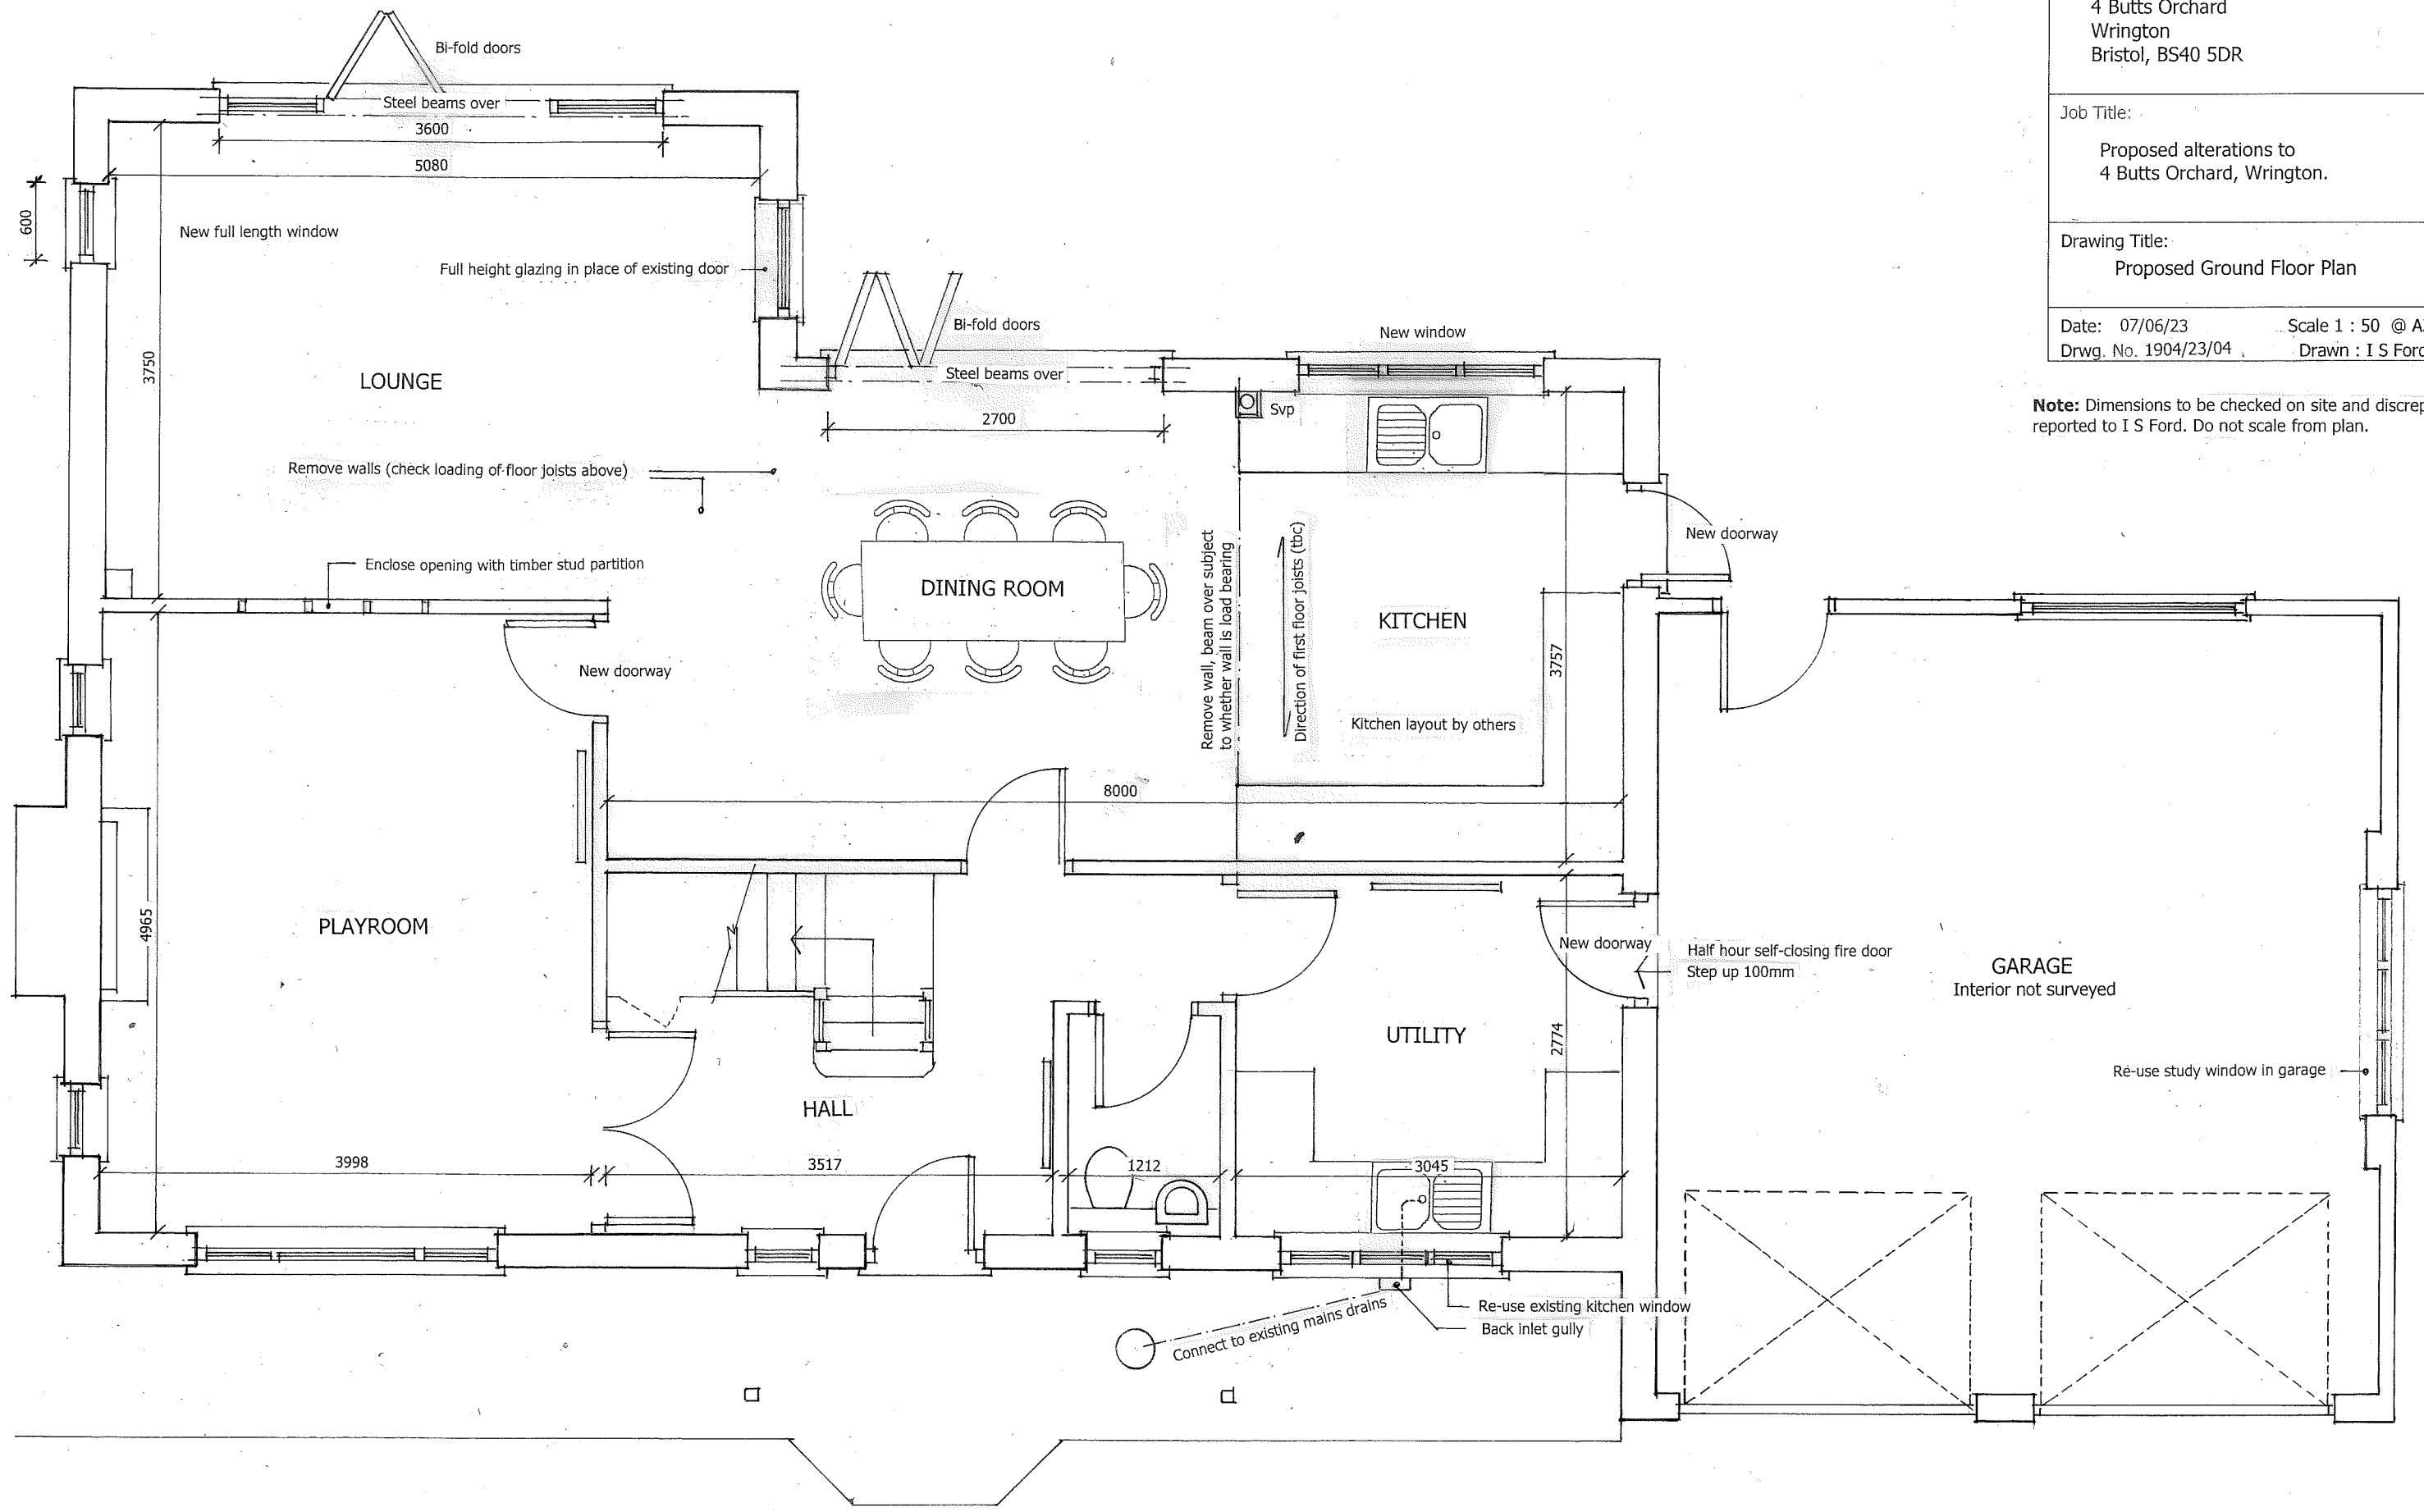 4 Butts Orchard
Wrington
Bristol, BS40 5DR
Job Title:
Proposed alterations to
4 Butts Orchard, Wrington.
Drawing Title:
Proposed Ground Floor Plan
Date: 07/06/23 Scale 1 : 50 @
Drwg. No. 1904/23/04 Drawn : I S Ford
Note: Dimensions to be checked on site and
reported to I S Ford. Do not scale from plan.
Bi-fold doors
Steel beams over
3600
5080
600
New full length window
Full height glazing in place of existing door
3750
LOUNGE
Bi-fold doors
Steel beams over
2700
New window
Svp
Remove walls (check loading of floor joists above)
Enclose opening with timber stud partition
DINING ROOM
Remove wall, beam over subject
to whether wall is load bearing
Direction of first floor joists (tbc)
KITCHEN
New doorway
New doorway
3757
Kitchen layout by others
8000
PLAYROOM
4965
New doorway
Half hour self-closing fire door
Step up 100mm
GARAGE
Interior not surveyed
UTILITY
2774
Re-use study window in garage
HALL
3998
3517
1212
3045
Re-use existing kitchen window
Back inlet gully
Connect to existing mains drains